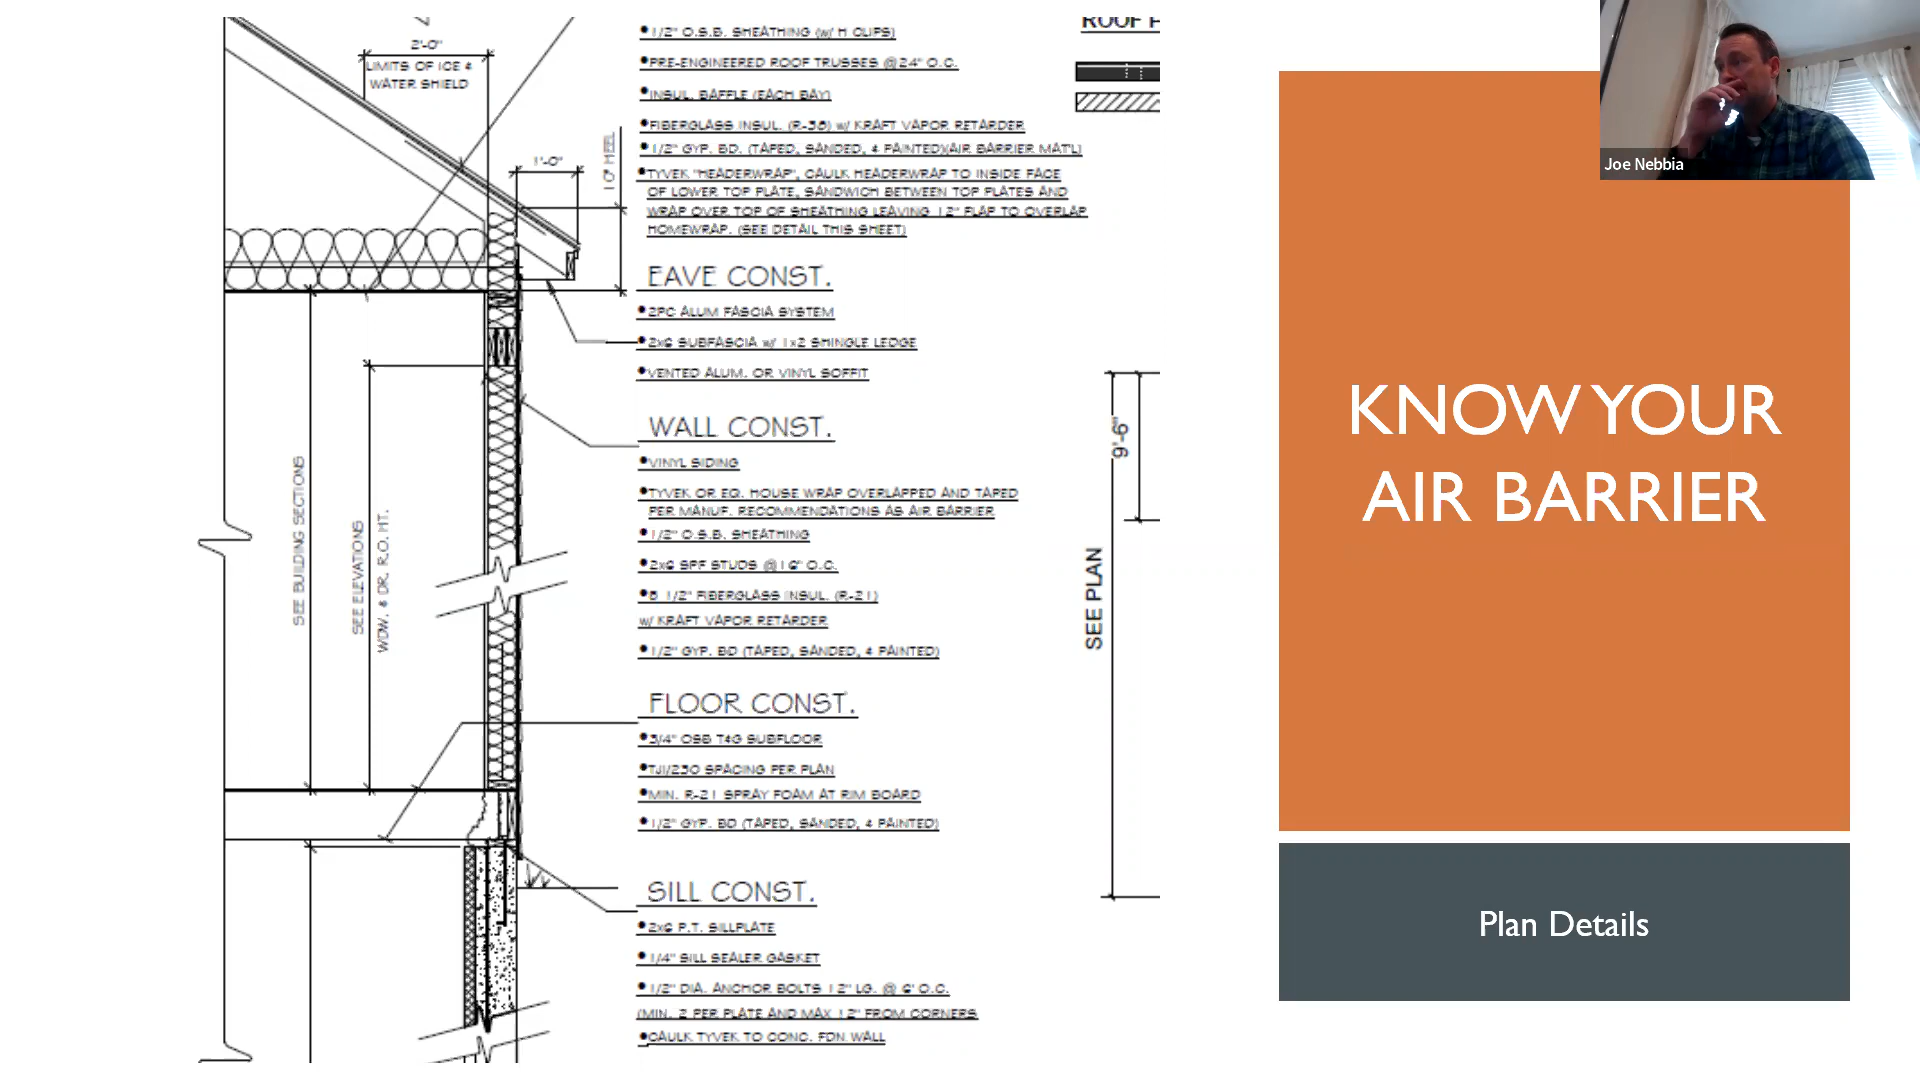 2'-0"
LIMITS OF ICE &
WATER SHIELD
1'-0"
10" HEEL
•1/2" O.S.B. SHEATHING (w/ H CLIPS)
•PRE-ENGINEERED ROOF TRUSSES @24" O.C.
•INSUL. BAFFLE (EACH BAY)
•FIBERGLASS INSUL. (R-38) w/ KRAFT VAPOR RETARDER
•1/2" GYP. BD. (TAPED, SANDED, & PAINTED)(AIR BARRIER MAT'L)
•TYVEK "HEADERWRAP", CAULK HEADERWRAP TO INSIDE FACE
OF LOWER TOP PLATE, SANDWICH BETWEEN TOP PLATES AND
WRAP OVER TOP OF SHEATHING LEAVING 12" FLAP TO OVERLAP
HOMEWRAP. (SEE DETAIL THIS SHEET)
EAVE CONST.
•2PC ALUM FASCIA SYSTEM
•2x6 SUBFASCIA w/ 1x2 SHINGLE LEDGE
•VENTED ALUM. OR VINYL SOFFIT
WALL CONST.
•VINYL SIDING
•TYVEK OR EQ. HOUSE WRAP OVERLAPPED AND TAPED
PER MANUF. RECOMMENDATIONS AS AIR BARRIER
•1/2" O.S.B. SHEATHING
•2x6 SPF STUDS @16" O.C.
1/2" FIBERGLASS INSUL. (R-21)
w/ KRAFT VAPOR RETARDER
•1/2" GYP. BD (TAPED, SANDED, & PAINTED)
FLOOR CONST.
•3/4" OSB T&G SUBFLOOR
•TJI/230 SPACING PER PLAN
•MIN. R-21 SPRAY FOAM AT RIM BOARD
•1/2" GYP. BD (TAPED, SANDED, & PAINTED)
SILL CONST.
•2x6 P.T. SILLPLATE
•1/4" SILL SEALER GASKET
•1/2" DIA. ANCHOR BOLTS 12" LG. @ 6' O.C.
(MIN. 2 PER PLATE AND MAX 12" FROM CORNERS
•CAULK TYVEK TO CONC. FDN WALL
SEE BUILDING SECTIONS
SEE ELEVATIONS
WDW. & DR. R.O. HT.
ROOF
9'-6"
SEE PLAN
KNOW YOUR
AIR BARRIER
Plan Details
Joe Nebbia